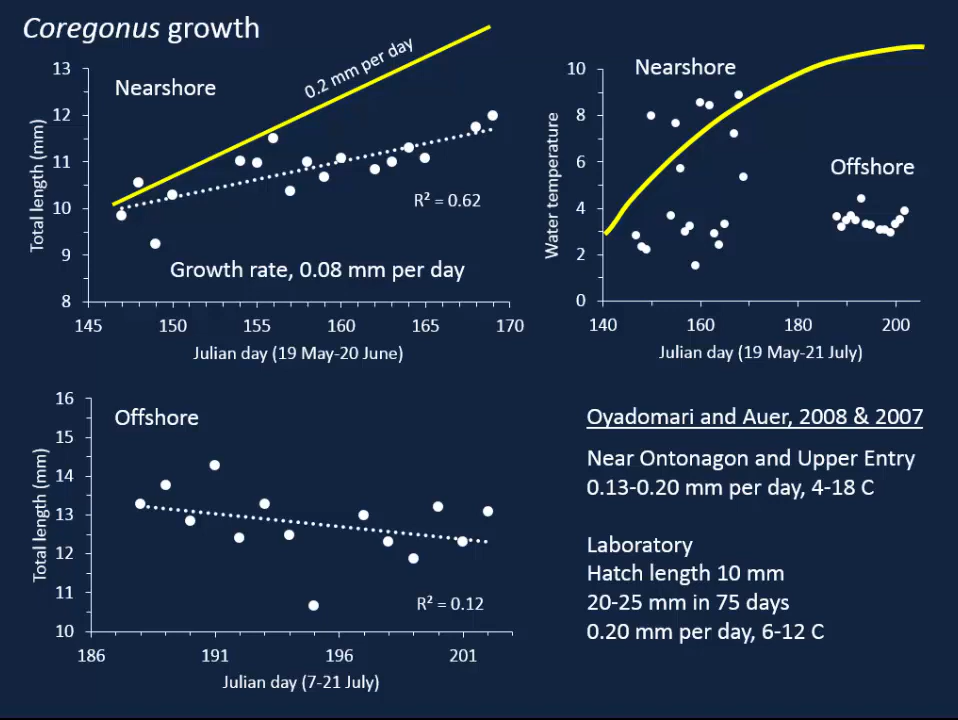 Coregonus growth
Nearshore
0.2 mm per day
13
12
11
10
9
8
Total length (mm)
R² = 0.62
Growth rate, 0.08 mm per day
145
150
155
160
165
170
Julian day (19 May-20 June)
Nearshore
Offshore
10
8
6
4
2
0
Water temperature
140
160
180
200
Julian day (19 May-21 July)
Offshore
16
15
14
13
12
11
10
Total length (mm)
R² = 0.12
186
191
196
201
Julian day (7-21 July)
Oyadomari and Auer, 2008 & 2007
Near Ontonagon and Upper Entry
0.13-0.20 mm per day, 4-18 C
Laboratory
Hatch length 10 mm
20-25 mm in 75 days
0.20 mm per day, 6-12 C